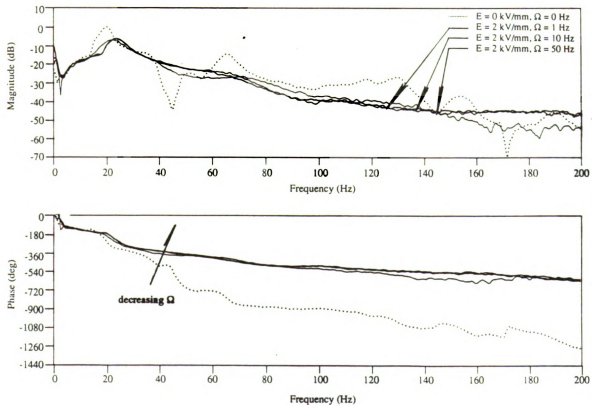 10
0
-10
-20
-30
-40
-50
-60
-70
Magnitude (dB)
E = 0 kV/mm, Ω = 0 Hz
E = 2 kV/mm, Ω = 1 Hz
E = 2 kV/mm, Ω = 10 Hz
E = 2 kV/mm, Ω = 50 Hz
0 20 40 60 80 100 120 140 160 180 200
Frequency (Hz)
0
-180
-360
-540
-720
-900
-1080
-1260
-1440
Phase (deg)
decreasing Ω
0 20 40 60 80 100 120 140 160 180 200
Frequency (Hz)